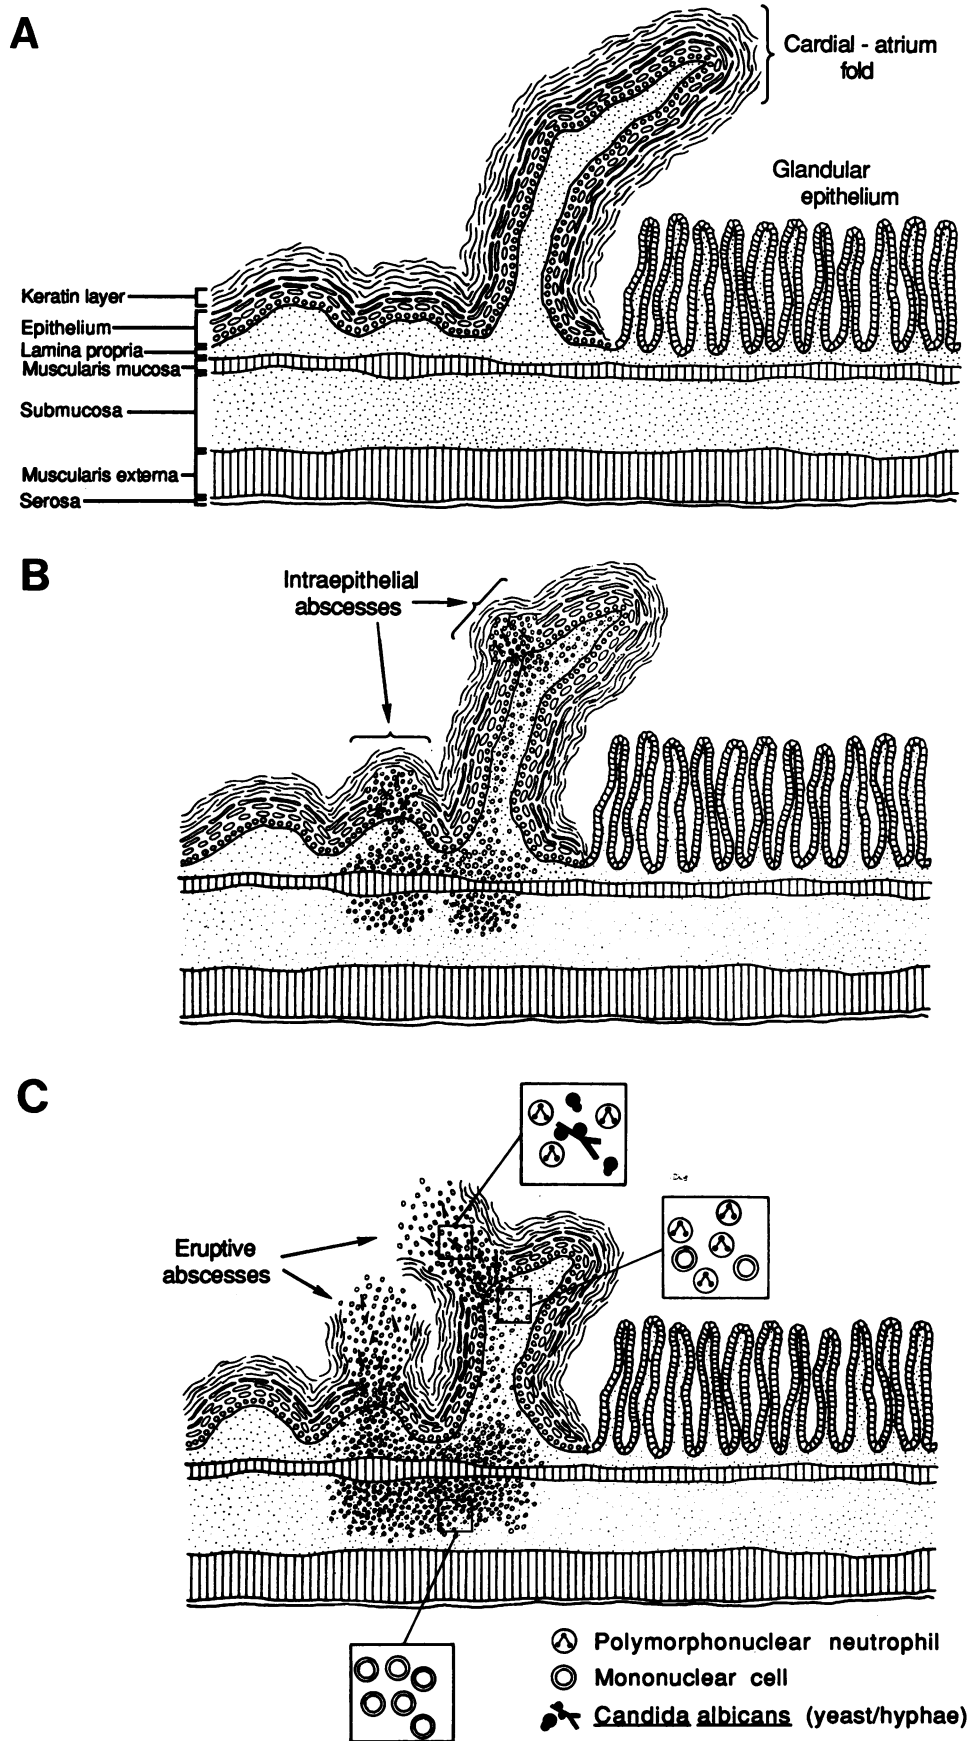 A
Cardial - atrium
fold
Glandular
epithelium
Keratin layer
Epithelium
Lamina propria
Muscularis mucosa
Submucosa
Muscularis externa
Serosa
B
Intraepithelial
abscesses
C
Eruptive
abscesses
Polymorphonuclear neutrophil
Mononuclear cell
Candida albicans (yeast/hyphae)